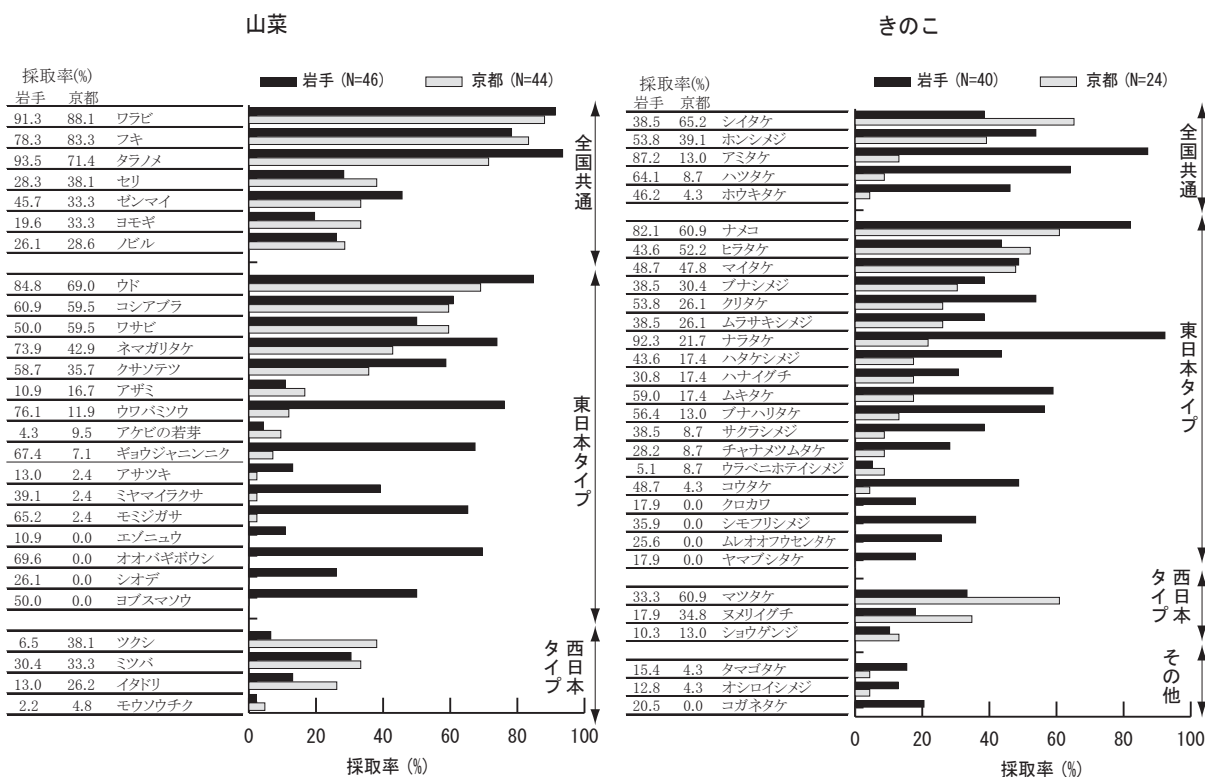 山菜
採取率(%)
岩手 京都
岩手 (N=46) 京都 (N=44)
91.3 88.1 ワラビ
78.3 83.3 フキ
93.5 71.4 タラノメ
28.3 38.1 セリ
45.7 33.3 ゼンマイ
19.6 33.3 ヨモギ
26.1 28.6 ノビル
全国共通
84.8 69.0 ウド
60.9 59.5 コシアブラ
50.0 59.5 ワサビ
73.9 42.9 ネマガリタケ
58.7 35.7 クサソテツ
10.9 16.7 アザミ
76.1 11.9 ウワバミソウ
4.3 9.5 アケビの若芽
67.4 7.1 ギョウジャニンニク
13.0 2.4 アサツキ
39.1 2.4 ミヤマイラクサ
65.2 2.4 モミジガサ
10.9 0.0 エゾニュウ
69.6 0.0 オオバギボウシ
26.1 0.0 シオデ
50.0 0.0 ヨブスマソウ
東日本タイプ
6.5 38.1 ツクシ
30.4 33.3 ミツバ
13.0 26.2 イタドリ
2.2 4.8 モウソウチク
西日本
タイプ
0 20 40 60 80 100
採取率 (%)
きのこ
採取率(%)
岩手 京都
岩手 (N=40) 京都 (N=24)
38.5 65.2 シイタケ
53.8 39.1 ホンシメジ
87.2 13.0 アミタケ
64.1 8.7 ハツタケ
46.2 4.3 ホウキタケ
全国共通
82.1 60.9 ナメコ
43.6 52.2 ヒラタケ
48.7 47.8 マイタケ
38.5 30.4 ブナシメジ
53.8 26.1 クリタケ
38.5 26.1 ムラサキシメジ
92.3 21.7 ナラタケ
43.6 17.4 ハタケシメジ
30.8 17.4 ハナイグチ
59.0 17.4 ムキタケ
56.4 13.0 ブナハリタケ
38.5 8.7 サクラシメジ
28.2 8.7 チャナメツムタケ
5.1 8.7 ウラベニホテイシメジ
48.7 4.3 コウタケ
17.9 0.0 クロカワ
35.9 0.0 シモフリシメジ
25.6 0.0 ムレオオフウセンタケ
17.9 0.0 ヤマブシタケ
東日本タイプ
33.3 60.9 マツタケ
17.9 34.8 ヌメリイグチ
10.3 13.0 ショウゲンジ
西日本
タイプ
15.4 4.3 タマゴタケ
12.8 4.3 オシロイシメジ
20.5 0.0 コガネタケ
その他
0 20 40 60 80 100
採取率 (%)